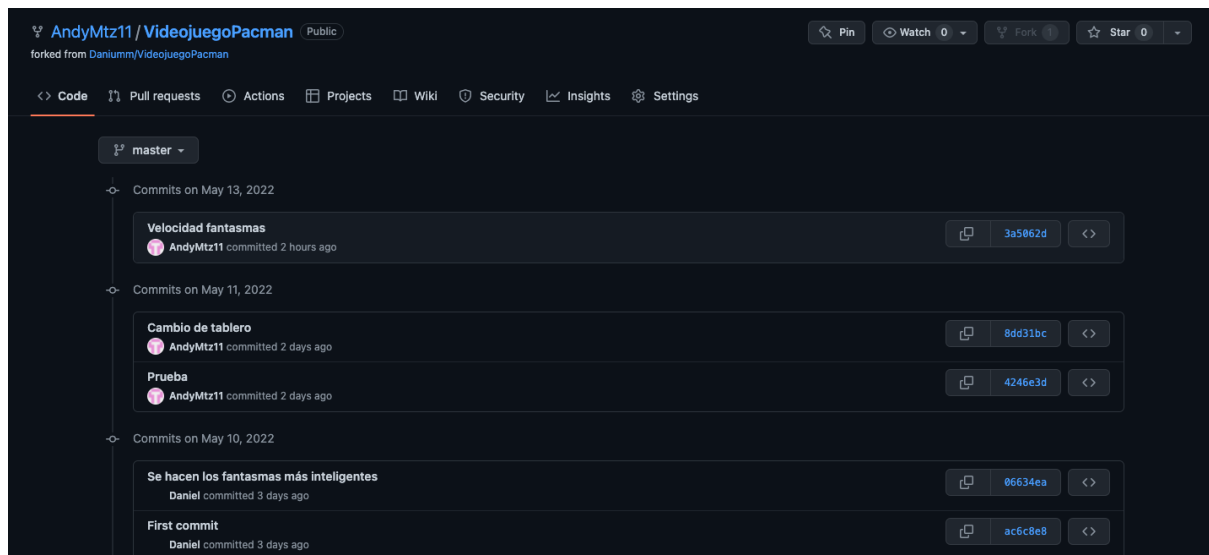 AndyMtz11 / VideojuegoPacman Public
Pin
Watch 0
Fork 1
Star 0
forked from Daniumm/VideojuegoPacman
Code
Pull requests
Actions
Projects
Wiki
Security
Insights
Settings
master
Commits on May 13, 2022
Velocidad fantasmas
AndyMtz11 committed 2 hours ago
3a5062d
Commits on May 11, 2022
Cambio de tablero
AndyMtz11 committed 2 days ago
8dd31bc
Prueba
AndyMtz11 committed 2 days ago
4246e3d
Commits on May 10, 2022
Se hacen los fantasmas más inteligentes
Daniel committed 3 days ago
06634ea
First commit
Daniel committed 3 days ago
ac6c8e8